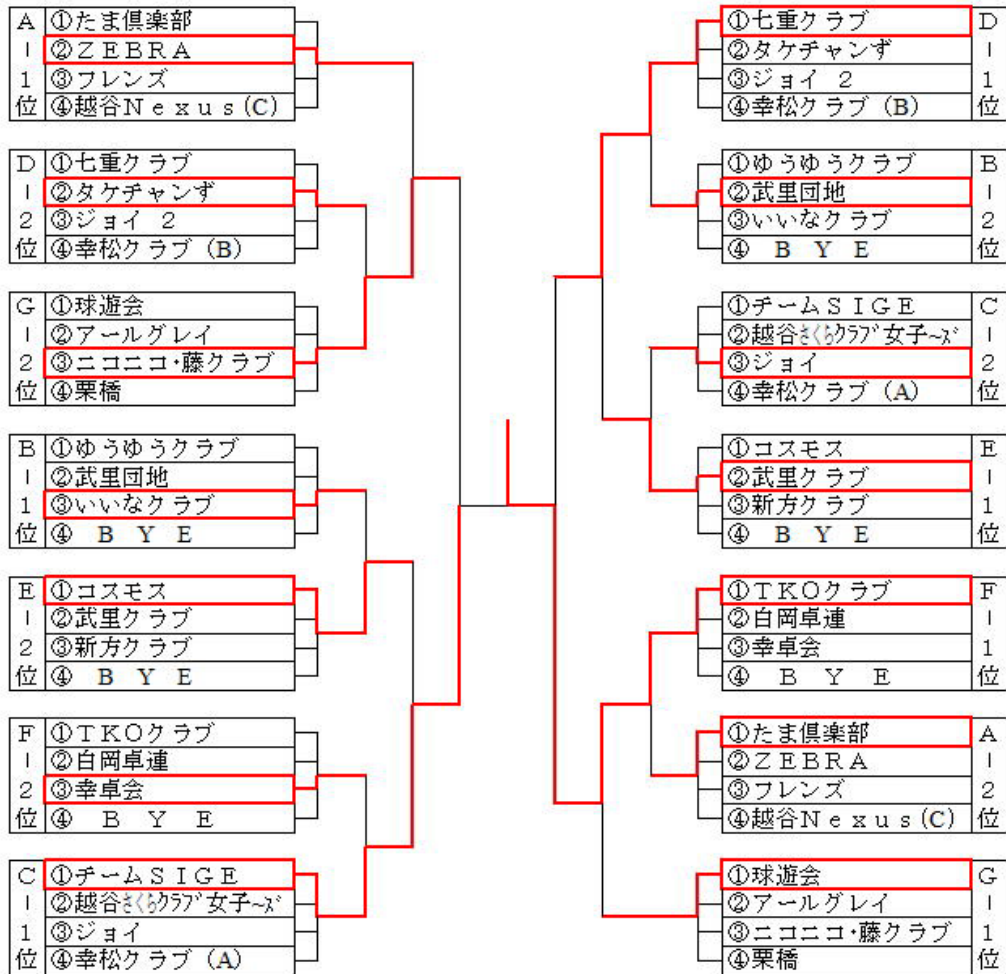 A-1位
①たま倶楽部
②ZEBRA
③フレンズ
④越谷Nexus(C)
D-2位
①七重クラブ
②タケチャンず
③ジョイ 2
④幸松クラブ (B)
G-2位
①球遊会
②アールグレイ
③ニコニコ・藤クラブ
④栗橋
B-1位
①ゆうゆうクラブ
②武里団地
③いいなクラブ
④ B Y E
E-2位
①コスモス
②武里クラブ
③新方クラブ
④ B Y E
F-2位
①TKOクラブ
②白岡卓連
③幸卓会
④ B Y E
C-1位
①チームSIGE
②越谷さくらクラブ女子~ズ
③ジョイ
④幸松クラブ (A)
D-1位
①七重クラブ
②タケチャンず
③ジョイ 2
④幸松クラブ (B)
B-2位
①ゆうゆうクラブ
②武里団地
③いいなクラブ
④ B Y E
C-2位
①チームSIGE
②越谷さくらクラブ女子~ズ
③ジョイ
④幸松クラブ (A)
E-1位
①コスモス
②武里クラブ
③新方クラブ
④ B Y E
F-1位
①TKOクラブ
②白岡卓連
③幸卓会
④ B Y E
A-2位
①たま倶楽部
②ZEBRA
③フレンズ
④越谷Nexus(C)
G-1位
①球遊会
②アールグレイ
③ニコニコ・藤クラブ
④栗橋